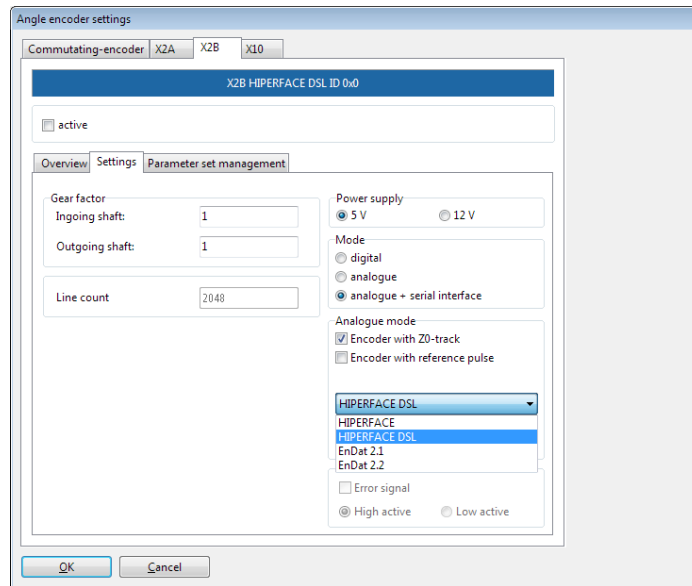 Angle encoder settings
Commutating-encoder X2A X2B X10
X2B HIPERFACE DSL ID 0x0
active
Overview Settings Parameter set management
Gear factor
Ingoing shaft: 1
Outgoing shaft: 1
Line count 2048
Power supply
5 V 12 V
Mode
digital
analogue
analogue + serial interface
Analogue mode
Encoder with Z0-track
Encoder with reference pulse
HIPERFACE DSL
HIPERFACE
HIPERFACE DSL
EnDat 2.1
EnDat 2.2
Error signal
High active Low active
OK Cancel